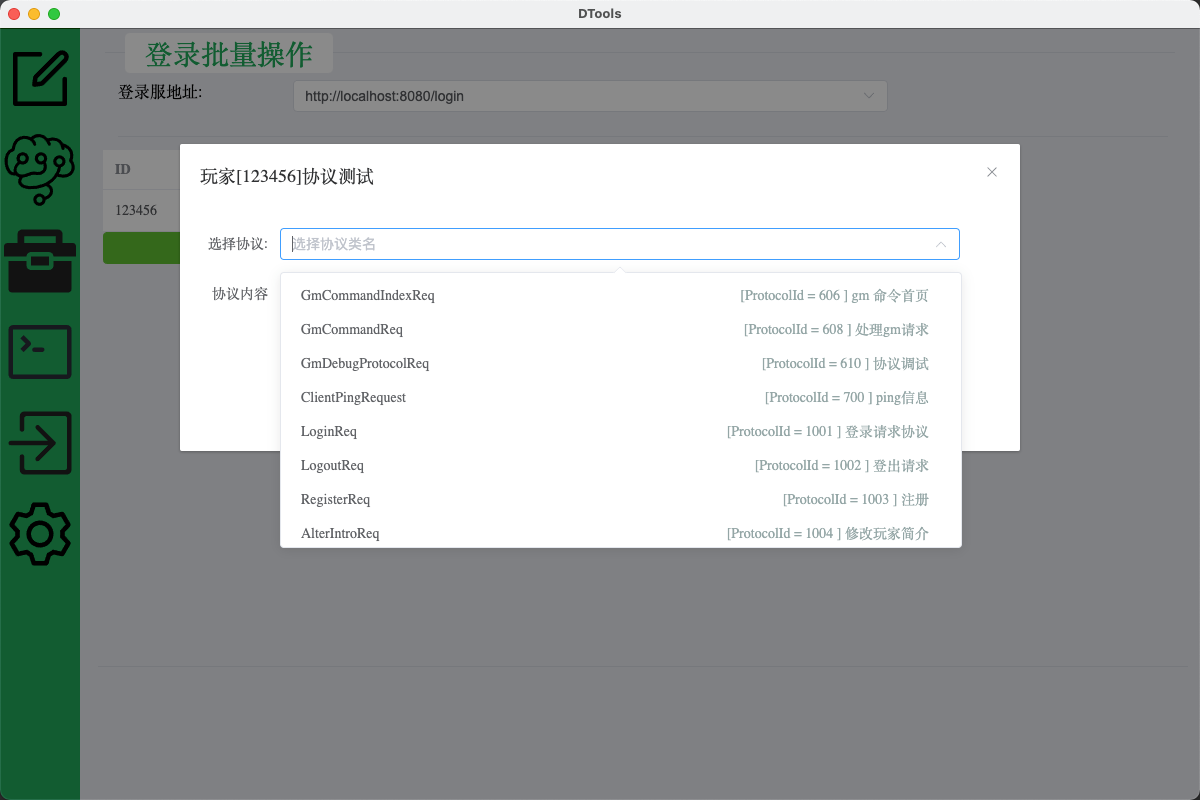 DTools
登录批量操作
登录服地址: http://localhost:8080/login
ID
123456
玩家[123456]协议测试
选择协议: 选择协议类名
协议内容
GmCommandIndexReq [ProtocolId = 606 ] gm 命令首页
GmCommandReq [ProtocolId = 608 ] 处理gm请求
GmDebugProtocolReq [ProtocolId = 610 ] 协议调试
ClientPingRequest [ProtocolId = 700 ] ping信息
LoginReq [ProtocolId = 1001 ] 登录请求协议
LogoutReq [ProtocolId = 1002 ] 登出请求
RegisterReq [ProtocolId = 1003 ] 注册
AlterIntroReq [ProtocolId = 1004 ] 修改玩家简介